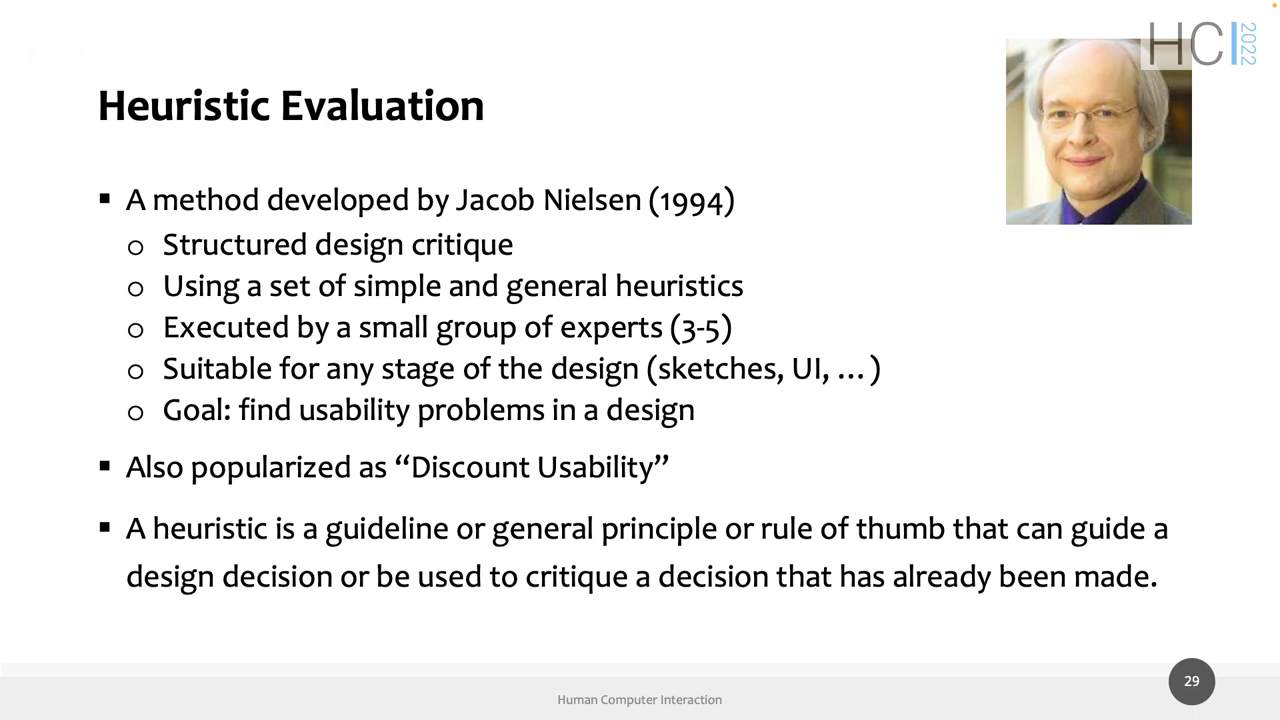 HCI 2022
Heuristic Evaluation
▪ A method developed by Jacob Nielsen (1994)
o Structured design critique
o Using a set of simple and general heuristics
o Executed by a small group of experts (3-5)
o Suitable for any stage of the design (sketches, UI, … )
o Goal: find usability problems in a design
▪ Also popularized as “Discount Usability”
▪ A heuristic is a guideline or general principle or rule of thumb that can guide a
design decision or be used to critique a decision that has already been made.
29
Human Computer Interaction